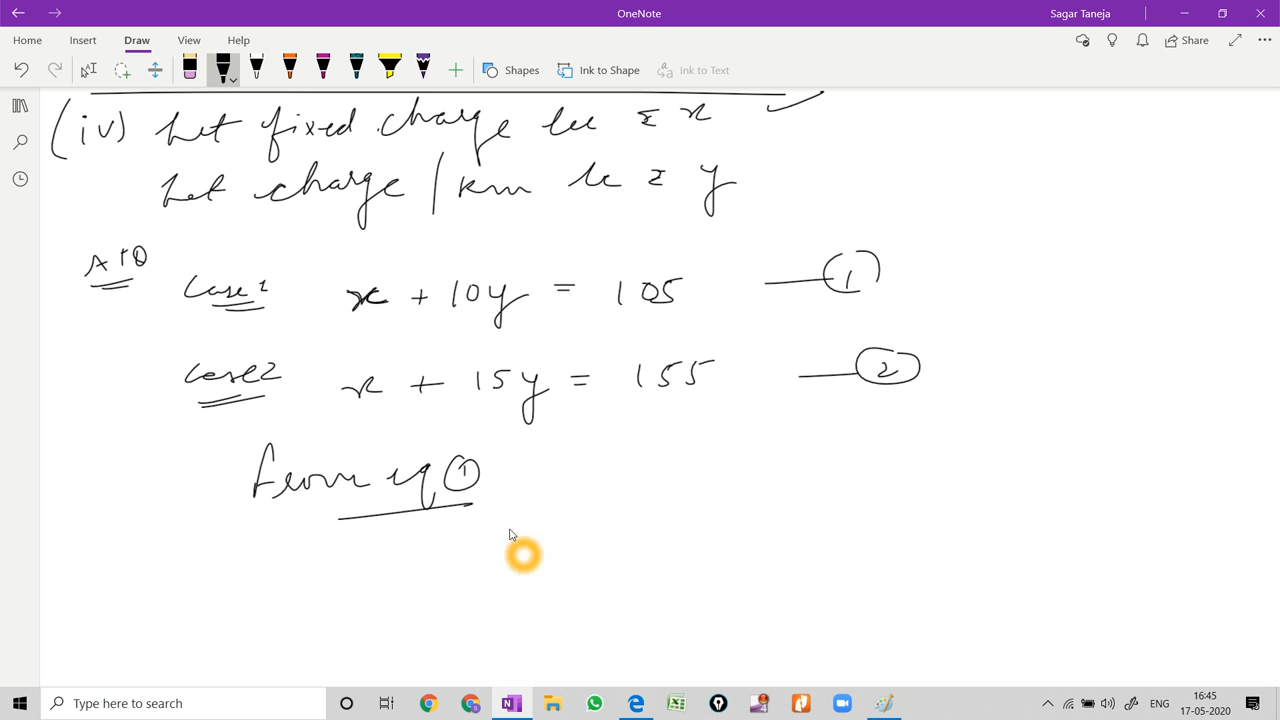 OneNote
Sagar Taneja
Home Insert Draw View Help
Share
Shapes Ink to Shape Ink to Text
(iv) Let fixed charge be = x
Let charge / km be = y
ATQ
Case 1 x + 10y = 105 — 1
Case 2 x + 15y = 155 — 2
from eq 1
Type here to search
ENG
16:45
17-05-2020